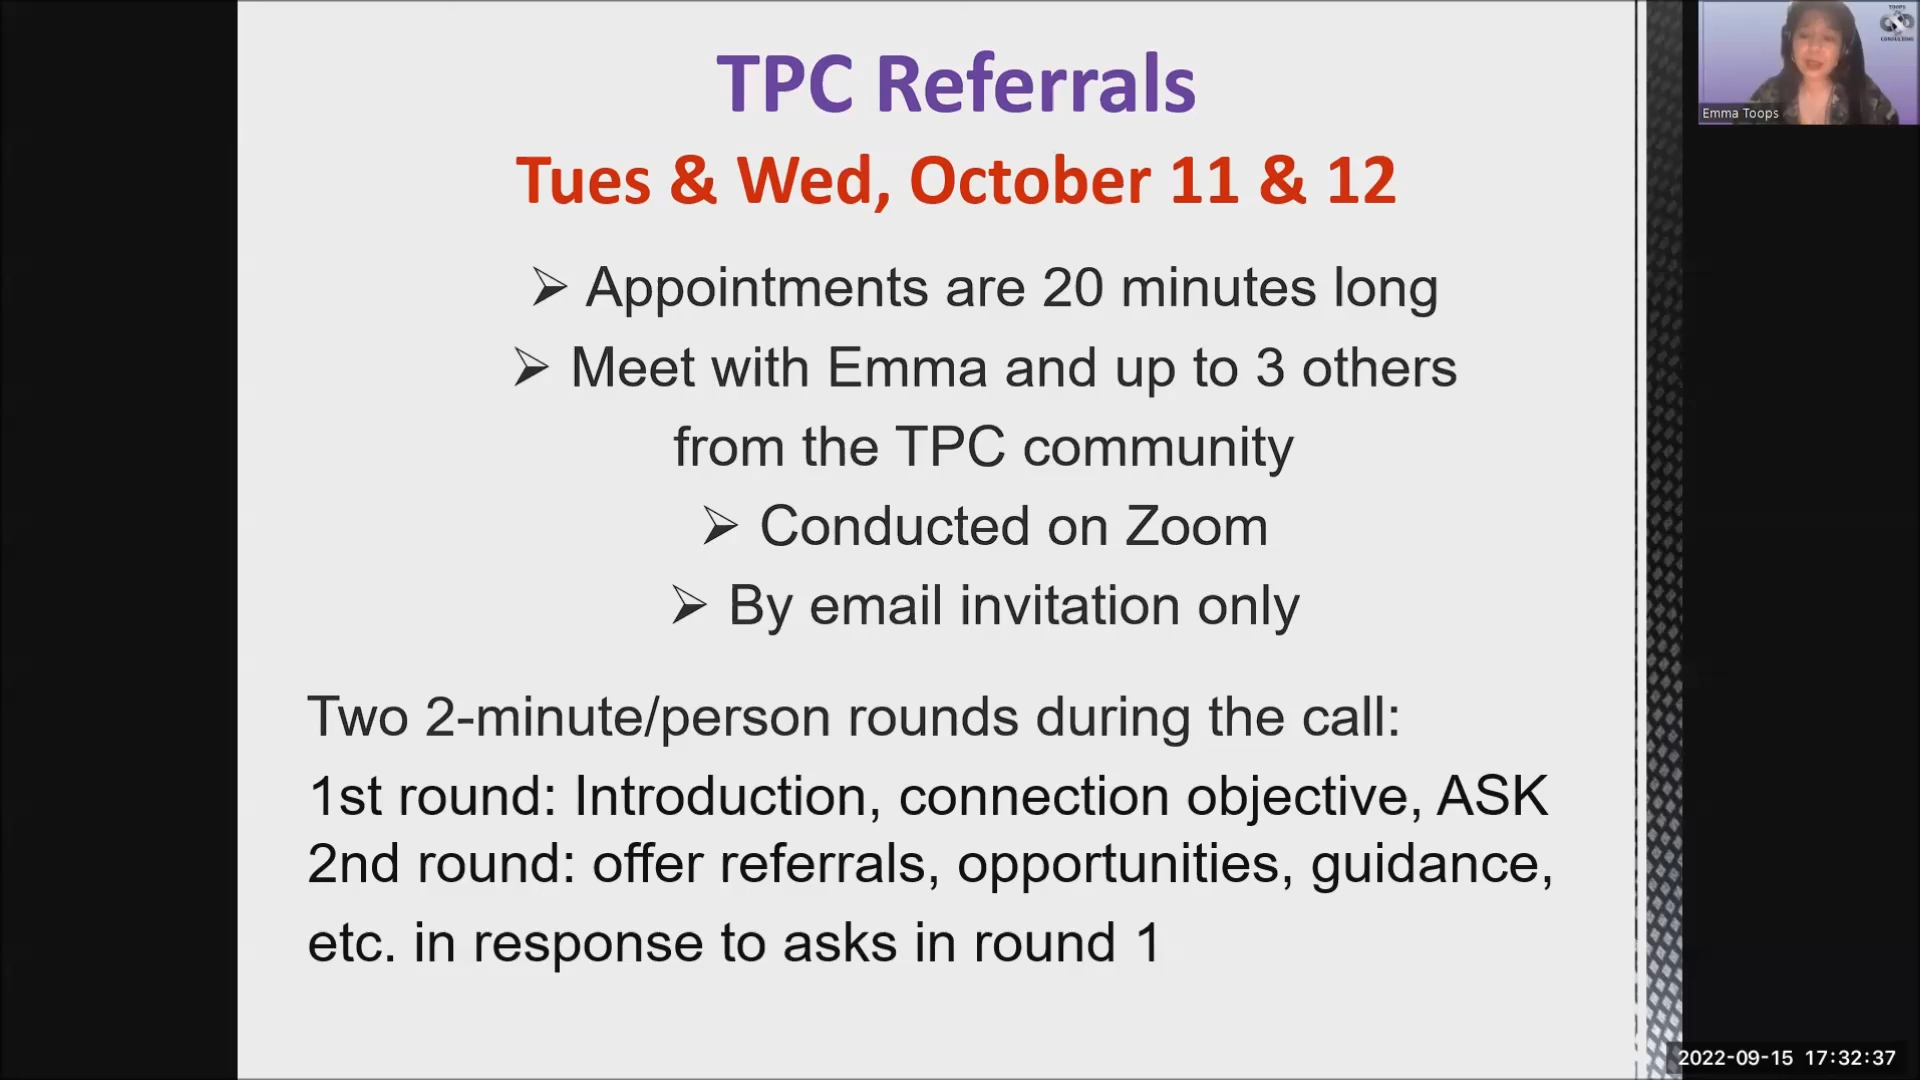 TPC Referrals
Tues & Wed, October 11 & 12
➢ Appointments are 20 minutes long
➢ Meet with Emma and up to 3 others
from the TPC community
➢ Conducted on Zoom
➢ By email invitation only
Two 2-minute/person rounds during the call:
1st round: Introduction, connection objective, ASK
2nd round: offer referrals, opportunities, guidance,
etc. in response to asks in round 1
TOOPS
CONSULTING
Emma Toops
2022-09-15 17:32:37